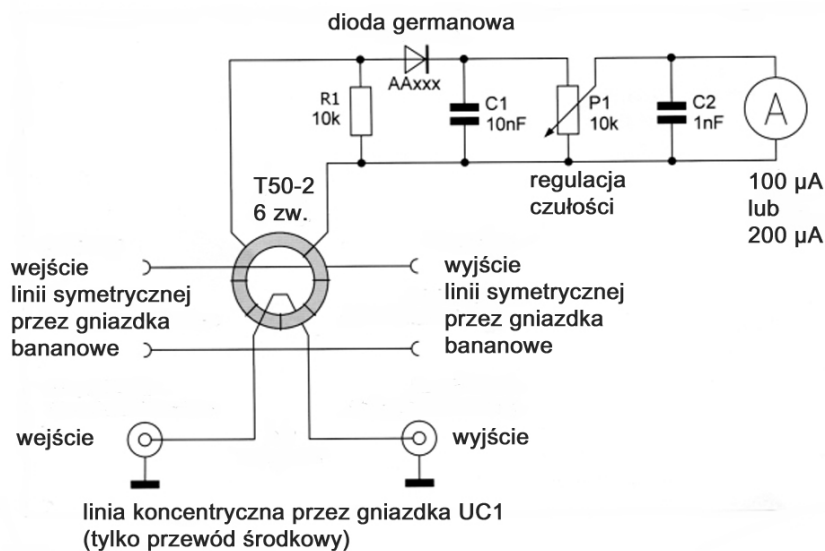 dioda germanowa
AAxxx
R1
10k
C1
10nF
P1
10k
C2
1nF
A
T50-2
6 zw.
regulacja
czułości
100 µA
lub
200 µA
wejście
linii symetrycznej
przez gniazdka
bananowe
wyjście
linii symetrycznej
przez gniazdka
bananowe
wejście
wyjście
linia koncentryczna przez gniazdka UC1
(tylko przewód środkowy)